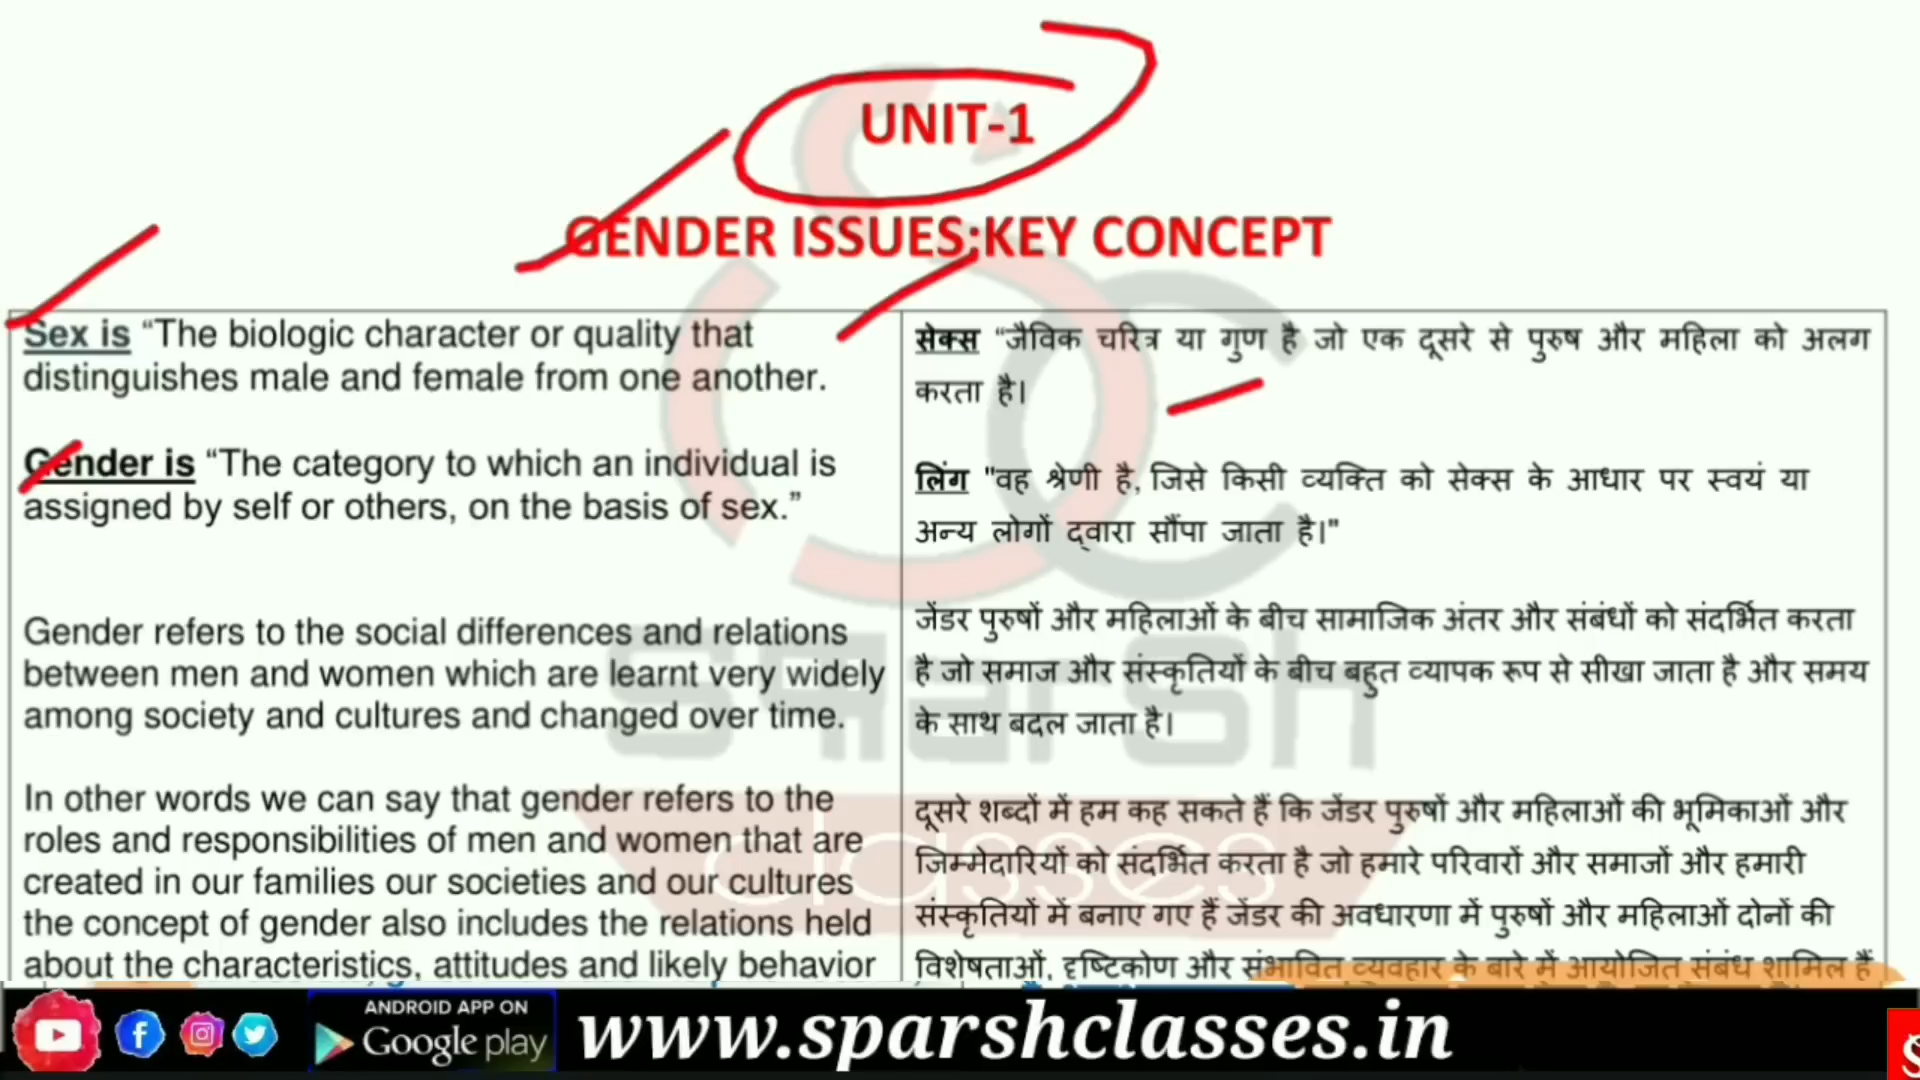 UNIT-1
GENDER ISSUES:KEY CONCEPT
Sex is “The biologic character or quality that
distinguishes male and female from one another.
Gender is “The category to which an individual is
assigned by self or others, on the basis of sex.”
Gender refers to the social differences and relations
between men and women which are learnt very widely
among society and cultures and changed over time.
In other words we can say that gender refers to the
roles and responsibilities of men and women that are
created in our families our societies and our cultures
the concept of gender also includes the relations held
about the characteristics, attitudes and likely behavior
सेक्स “जैविक चरित्र या गुण है जो एक दूसरे से पुरुष और महिला को अलग
करता है।
लिंग "वह श्रेणी है, जिसे किसी व्यक्ति को सेक्स के आधार पर स्वयं या
अन्य लोगों द्वारा सौंपा जाता है।"
जेंडर पुरुषों और महिलाओं के बीच सामाजिक अंतर और संबंधों को संदर्भित करता
है जो समाज और संस्कृतियों के बीच बहुत व्यापक रूप से सीखा जाता है और समय
के साथ बदल जाता है।
दूसरे शब्दों में हम कह सकते हैं कि जेंडर पुरुषों और महिलाओं की भूमिकाओं और
जिम्मेदारियों को संदर्भित करता है जो हमारे परिवारों और समाजों और हमारी
संस्कृतियों में बनाए गए हैं जेंडर की अवधारणा में पुरुषों और महिलाओं दोनों की
विशेषताओं, दृष्टिकोण और संभावित व्यवहार के बारे में आयोजित संबंध शामिल हैं
sparsh
classes
ANDROID APP ON
Google play
www.sparshclasses.in